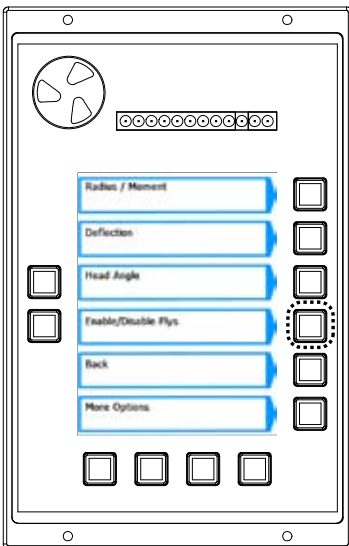 Radius / Moment
Deflection
Head Angle
Enable/Disable Flys
Back
More Options